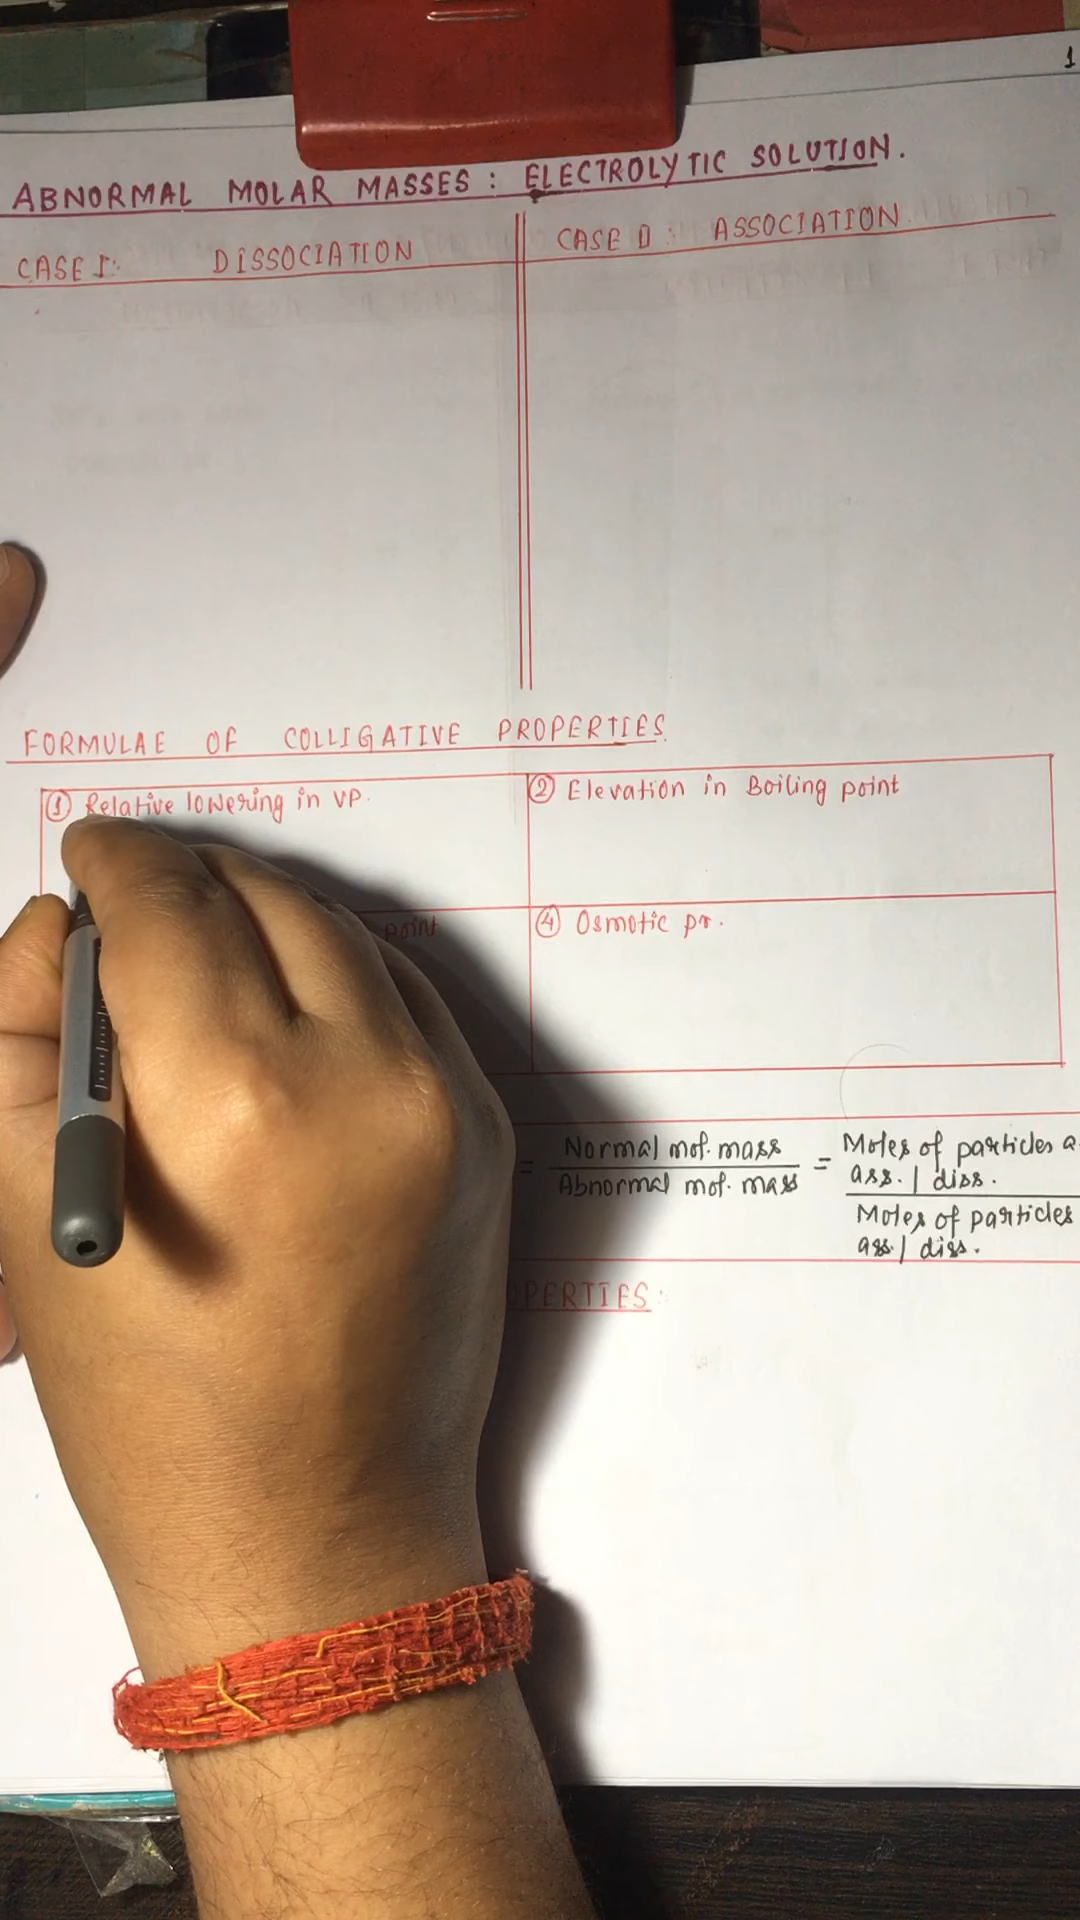 1
ABNORMAL MOLAR MASSES : ELECTROLYTIC SOLUTION.
CASE I: DISSOCIATION
CASE II : ASSOCIATION
FORMULAE OF COLLIGATIVE PROPERTIES
① Relative lowering in VP.
② Elevation in Boiling point
point
④ Osmotic pr.
= Normal mol. mass / Abnormal mol. mass = Moles of particles a
ass. / diss.
Moles of particles
ass. / diss.
OPERTIES: